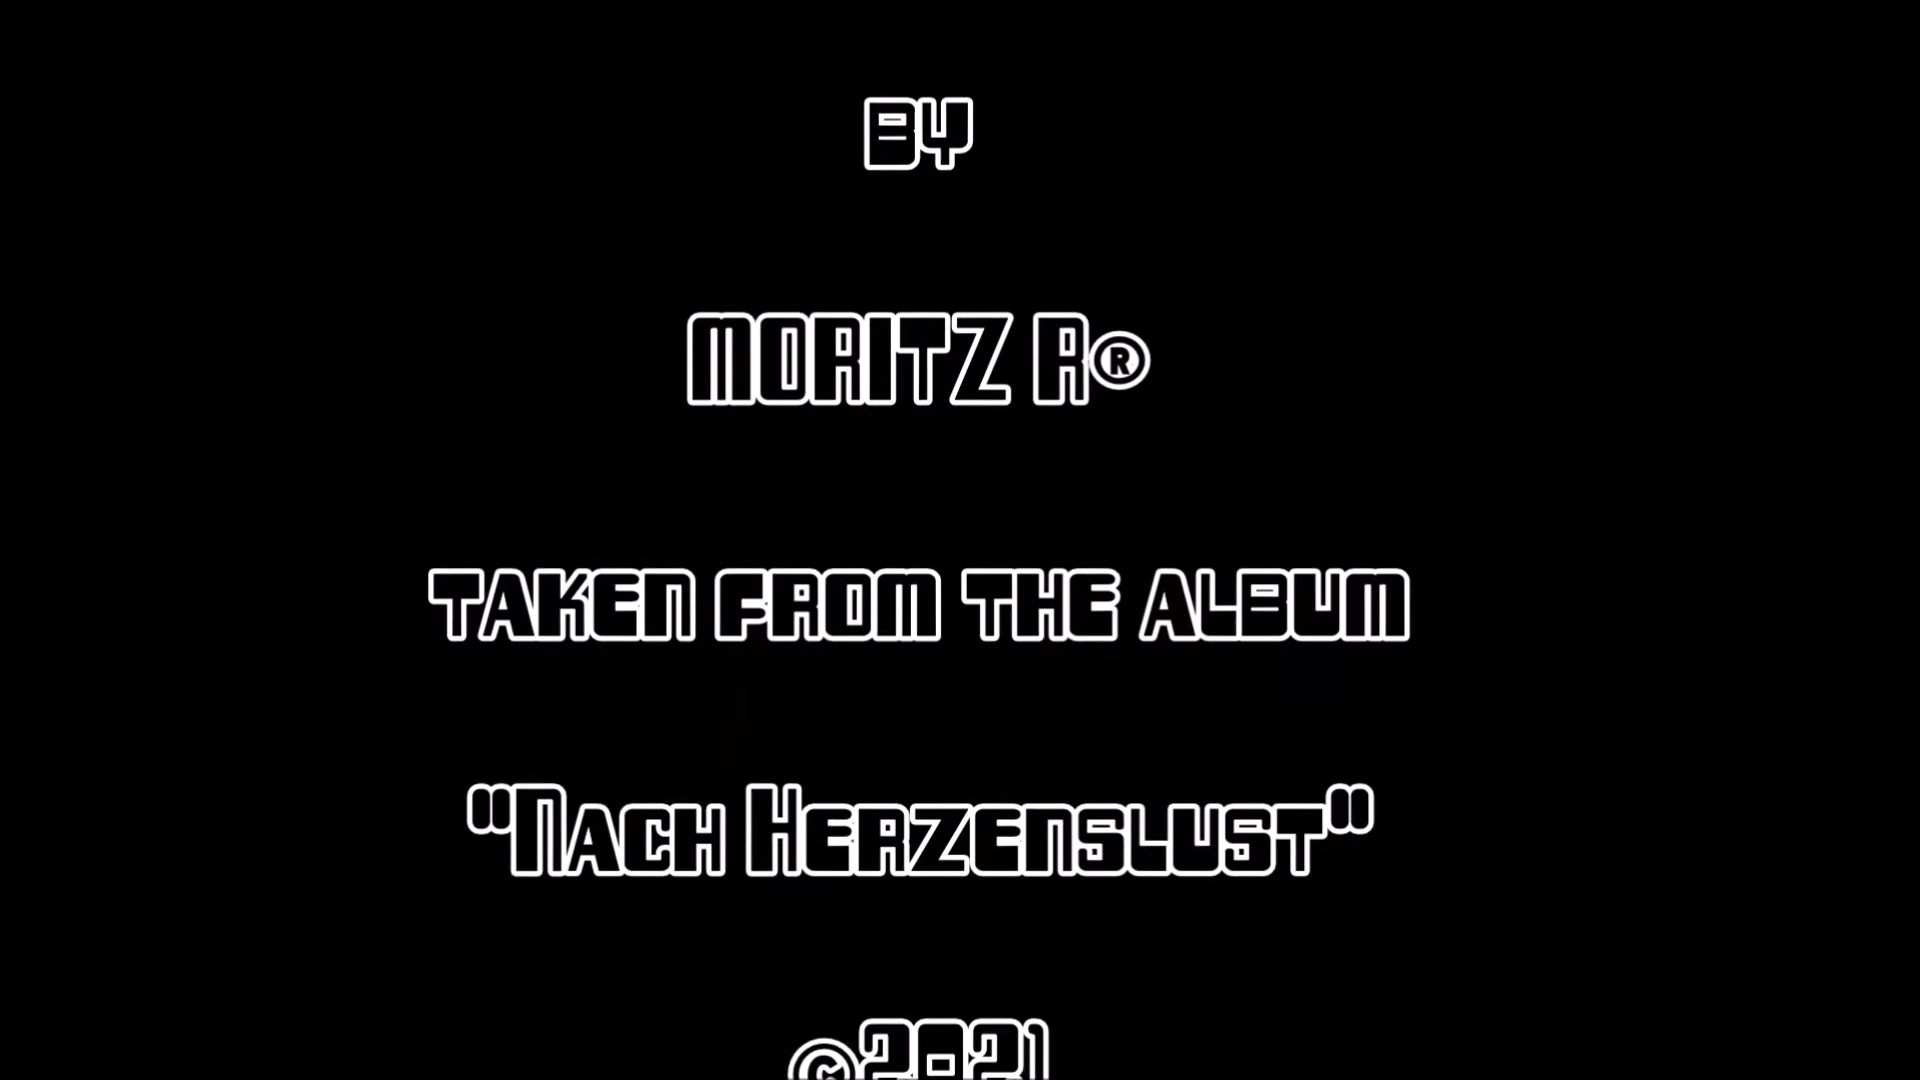 BY
MORITZ R®
TAKEN FROM THE ALBUM
"NACH HERZENSLUST"
©2021